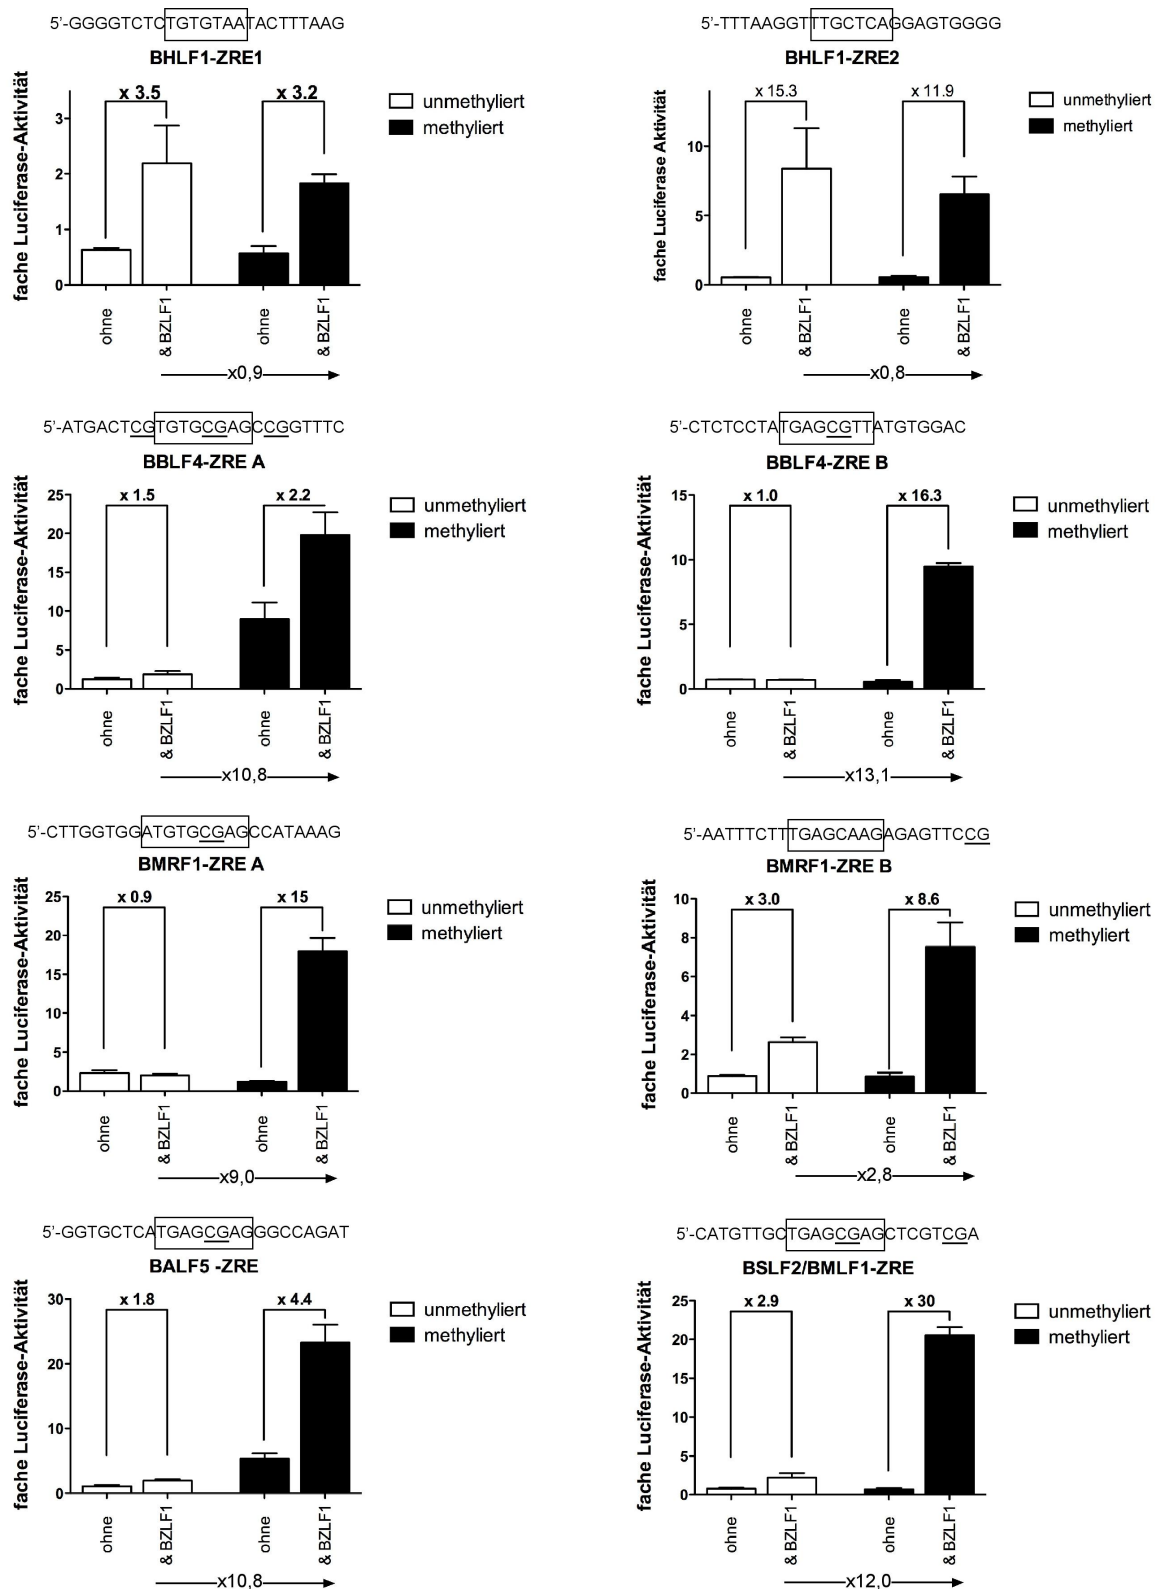 5'-GGGGTCTCTGTGTAATACTTTAAG
BHLF1-ZRE1
fache Luciferase-Aktivität
3
2
1
0
x 3.5
x 3.2
unmethyliert
methyliert
ohne
& BZLF1
ohne
& BZLF1
x0,9
5'-TTTAAGGTTTGCTCAGGAGTGGGG
BHLF1-ZRE2
fache Luciferase Aktivität
10
5
0
x 15.3
x 11.9
unmethyliert
methyliert
ohne
& BZLF1
ohne
& BZLF1
x0,8
5'-ATGACTCGTGTGCGAGCCGGTTTC
BBLF4-ZRE A
fache Luciferase-Aktivität
25
20
15
10
5
0
x 1.5
x 2.2
unmethyliert
methyliert
ohne
& BZLF1
ohne
& BZLF1
x10,8
5'-CTCTCCTATGAGCGTTATGTGGAC
BBLF4-ZRE B
fache Luciferase-Aktivität
15
10
5
0
x 1.0
x 16.3
unmethyliert
methyliert
ohne
& BZLF1
ohne
& BZLF1
x13,1
5'-CTTGGTGGATGTGCGAGCCATAAAG
BMRF1-ZRE A
fache Luciferase-Aktivität
25
20
15
10
5
0
x 0.9
x 15
unmethyliert
methyliert
ohne
& BZLF1
ohne
& BZLF1
x9,0
5'-AATTTCTTTGAGCAAGAGAGTTCCG
BMRF1-ZRE B
fache Luciferase-Aktivität
10
8
6
4
2
0
x 3.0
x 8.6
unmethyliert
methyliert
ohne
& BZLF1
ohne
& BZLF1
x2,8
5'-GGTGCTCATGAGCGAGGGCCAGAT
BALF5 -ZRE
fache Luciferase-Aktivität
30
20
10
0
x 1.8
x 4.4
unmethyliert
methyliert
ohne
& BZLF1
ohne
& BZLF1
x10,8
5'-CATGTTGCTGAGCGAGCTCGTCGA
BSLF2/BMLF1-ZRE
fache Luciferase-Aktivität
25
20
15
10
5
0
x 2.9
x 30
unmethyliert
methyliert
ohne
& BZLF1
ohne
& BZLF1
x12,0